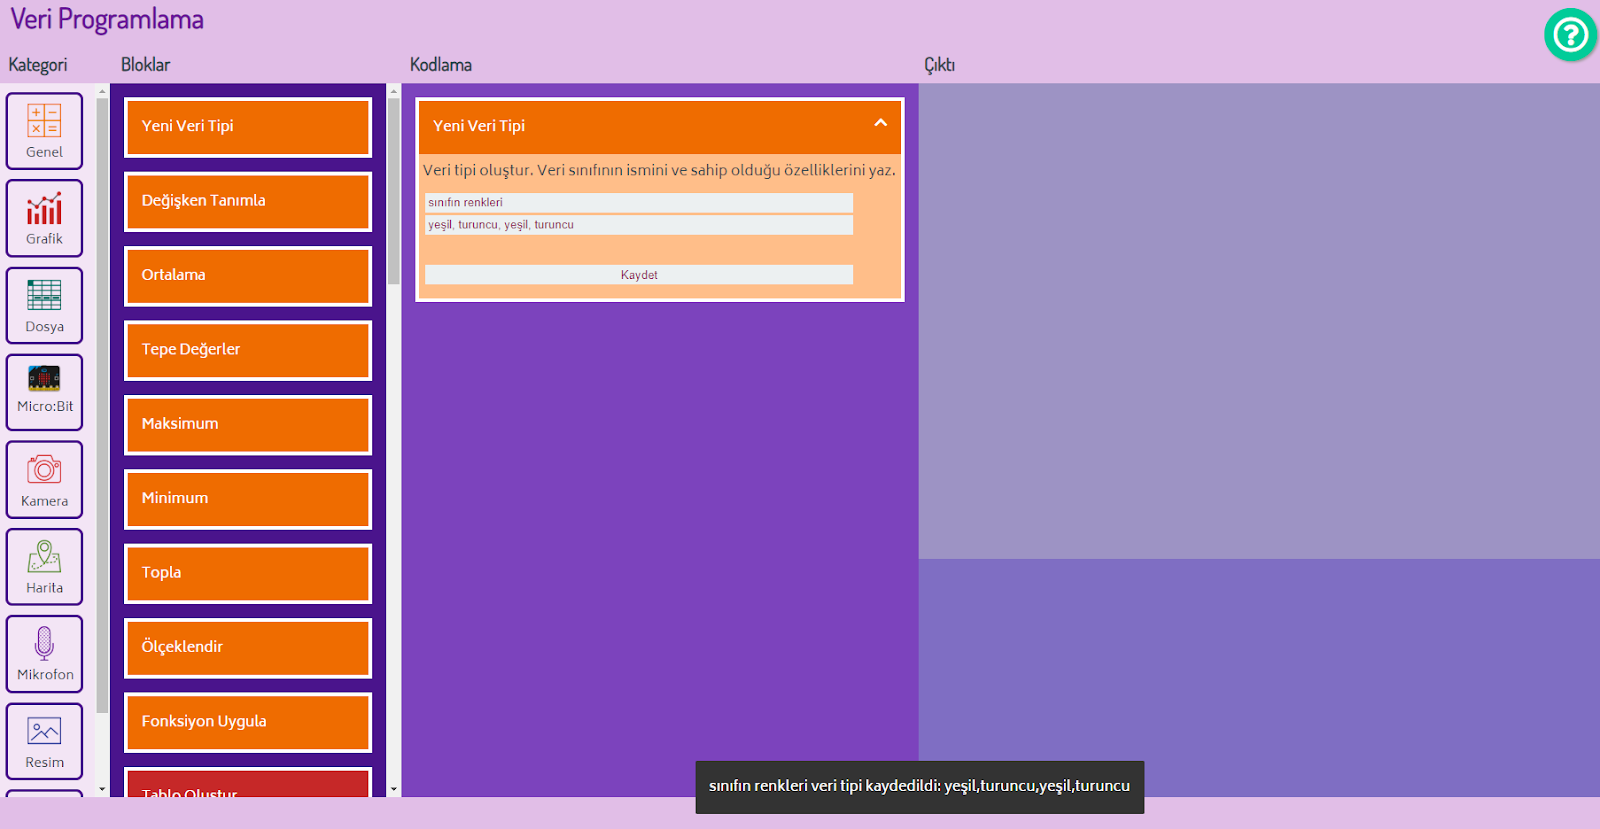 Veri Programlama
Kategori
Bloklar
Kodlama
Çıktı
Genel
Grafik
Dosya
Micro:Bit
Kamera
Harita
Mikrofon
Resim
Yeni Veri Tipi
Değişken Tanımla
Ortalama
Tepe Değerler
Maksimum
Minimum
Topla
Ölçeklendir
Fonksiyon Uygula
Tablo Oluştur
Yeni Veri Tipi
Veri tipi oluştur. Veri sınıfının ismini ve sahip olduğu özelliklerini yaz.
sınıfın renkleri
yeşil, turuncu, yeşil, turuncu
Kaydet
sınıfın renkleri veri tipi kaydedildi: yeşil,turuncu,yeşil,turuncu